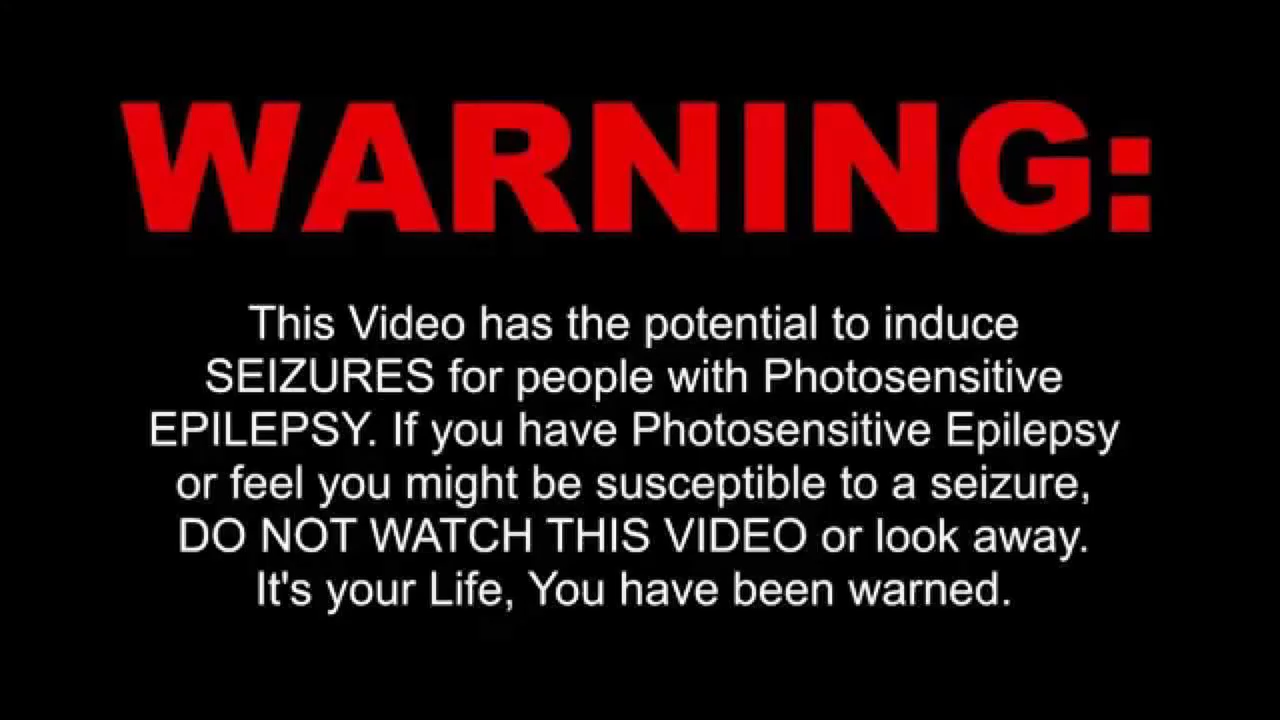 WARNING:
This Video has the potential to induce
SEIZURES for people with Photosensitive
EPILEPSY. If you have Photosensitive Epilepsy
or feel you might be susceptible to a seizure,
DO NOT WATCH THIS VIDEO or look away.
It's your Life, You have been warned.